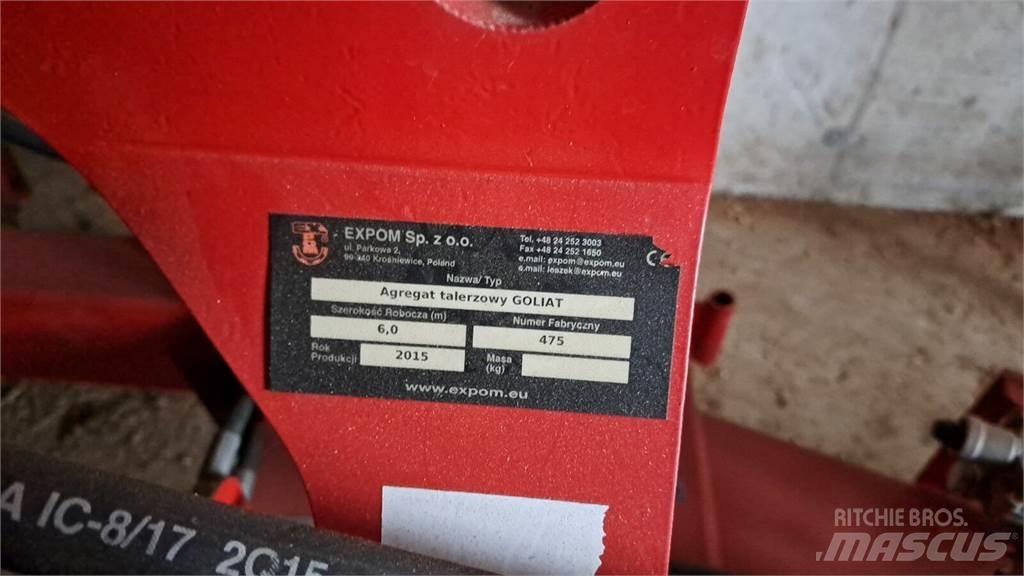 EXPOM Sp. z o.o.
ul. Parkowa 2
99-340 Krośniewice, Poland
Tel. +48 24 252 3003
Fax +48 24 252 1650
e.mail: expom@expom.eu
e.mail: leszek@expom.eu
CE
Nazwa/ Typ
Agregat talerzowy GOLIAT
Szerokość Robocza (m)
6,0
Numer Fabryczny
475
Rok
Produkcji
2015
Masa
(kg)
www.expom.eu
A IC-8/17 2Q15
RITCHIE BROS.
MASCUS